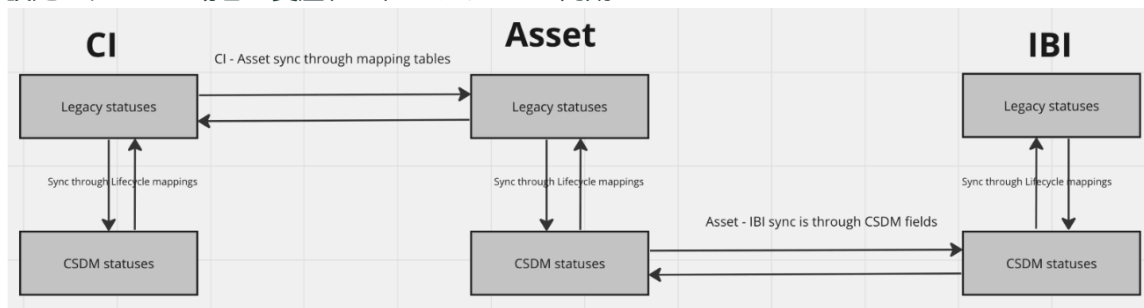 CI
Asset
IBI
CI - Asset sync through mapping tables
Legacy statuses
Legacy statuses
Legacy statuses
Sync through Lifecycle mappings
Sync through Lifecycle mappings
Sync through Lifecycle mappings
Asset - IBI sync is through CSDM fields
CSDM statuses
CSDM statuses
CSDM statuses